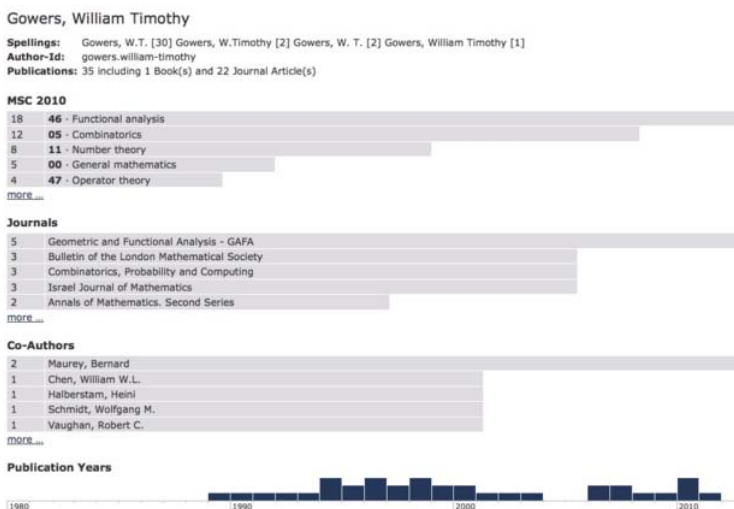 Gowers, William Timothy
Spellings: Gowers, W.T. [30] Gowers, W.Timothy [2] Gowers, W. T. [2] Gowers, William Timothy [1]
Author-Id: gowers.william-timothy
Publications: 35 including 1 Book(s) and 22 Journal Article(s)
MSC 2010
18 46 · Functional analysis
12 05 · Combinatorics
8 11 · Number theory
5 00 · General mathematics
4 47 · Operator theory
more ...
Journals
5 Geometric and Functional Analysis - GAFA
3 Bulletin of the London Mathematical Society
3 Combinatorics, Probability and Computing
3 Israel Journal of Mathematics
2 Annals of Mathematics. Second Series
more ...
Co-Authors
2 Maurey, Bernard
1 Chen, William W.L.
1 Halberstam, Heini
1 Schmidt, Wolfgang M.
1 Vaughan, Robert C.
more ...
Publication Years
1980 1990 2000 2010